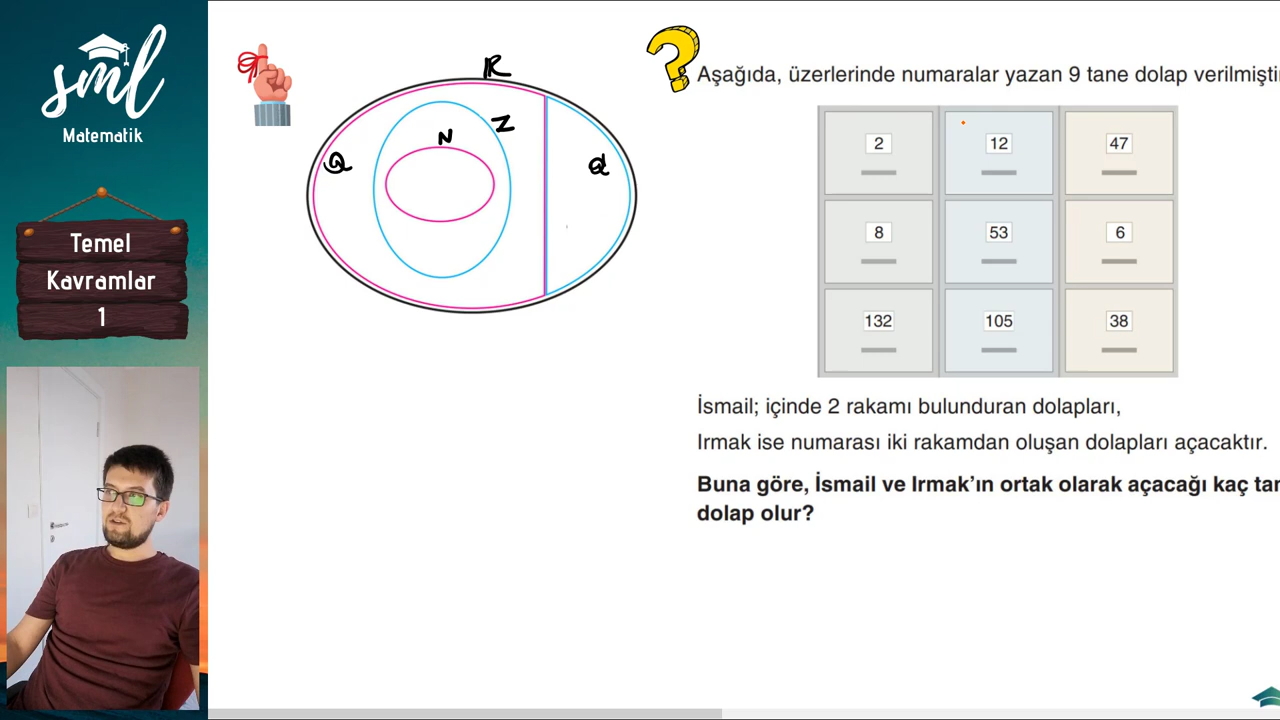 sml
Matematik
Temel
Kavramlar
1
R
Q
N
Z
Q'
Aşağıda, üzerlerinde numaralar yazan 9 tane dolap verilmişti
2 12 47
8 53 6
132 105 38
İsmail; içinde 2 rakamı bulunduran dolapları,
Irmak ise numarası iki rakamdan oluşan dolapları açacaktır.
Buna göre, İsmail ve Irmak’ın ortak olarak açacağı kaç tan
dolap olur?